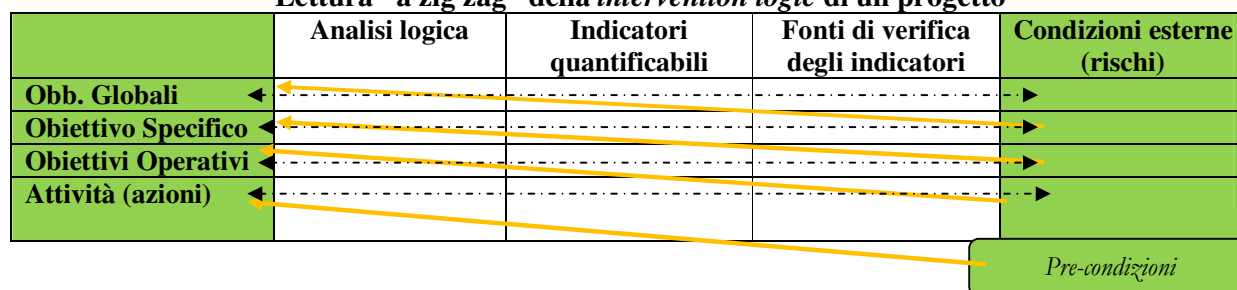 Lettura "a zig zag" della intervention logic di un progetto
Analisi logica Indicatori quantificabili Fonti di verifica degli indicatori Condizioni esterne (rischi)
Obb. Globali
Obiettivo Specifico
Obiettivi Operativi
Attività (azioni)
Pre-condizioni